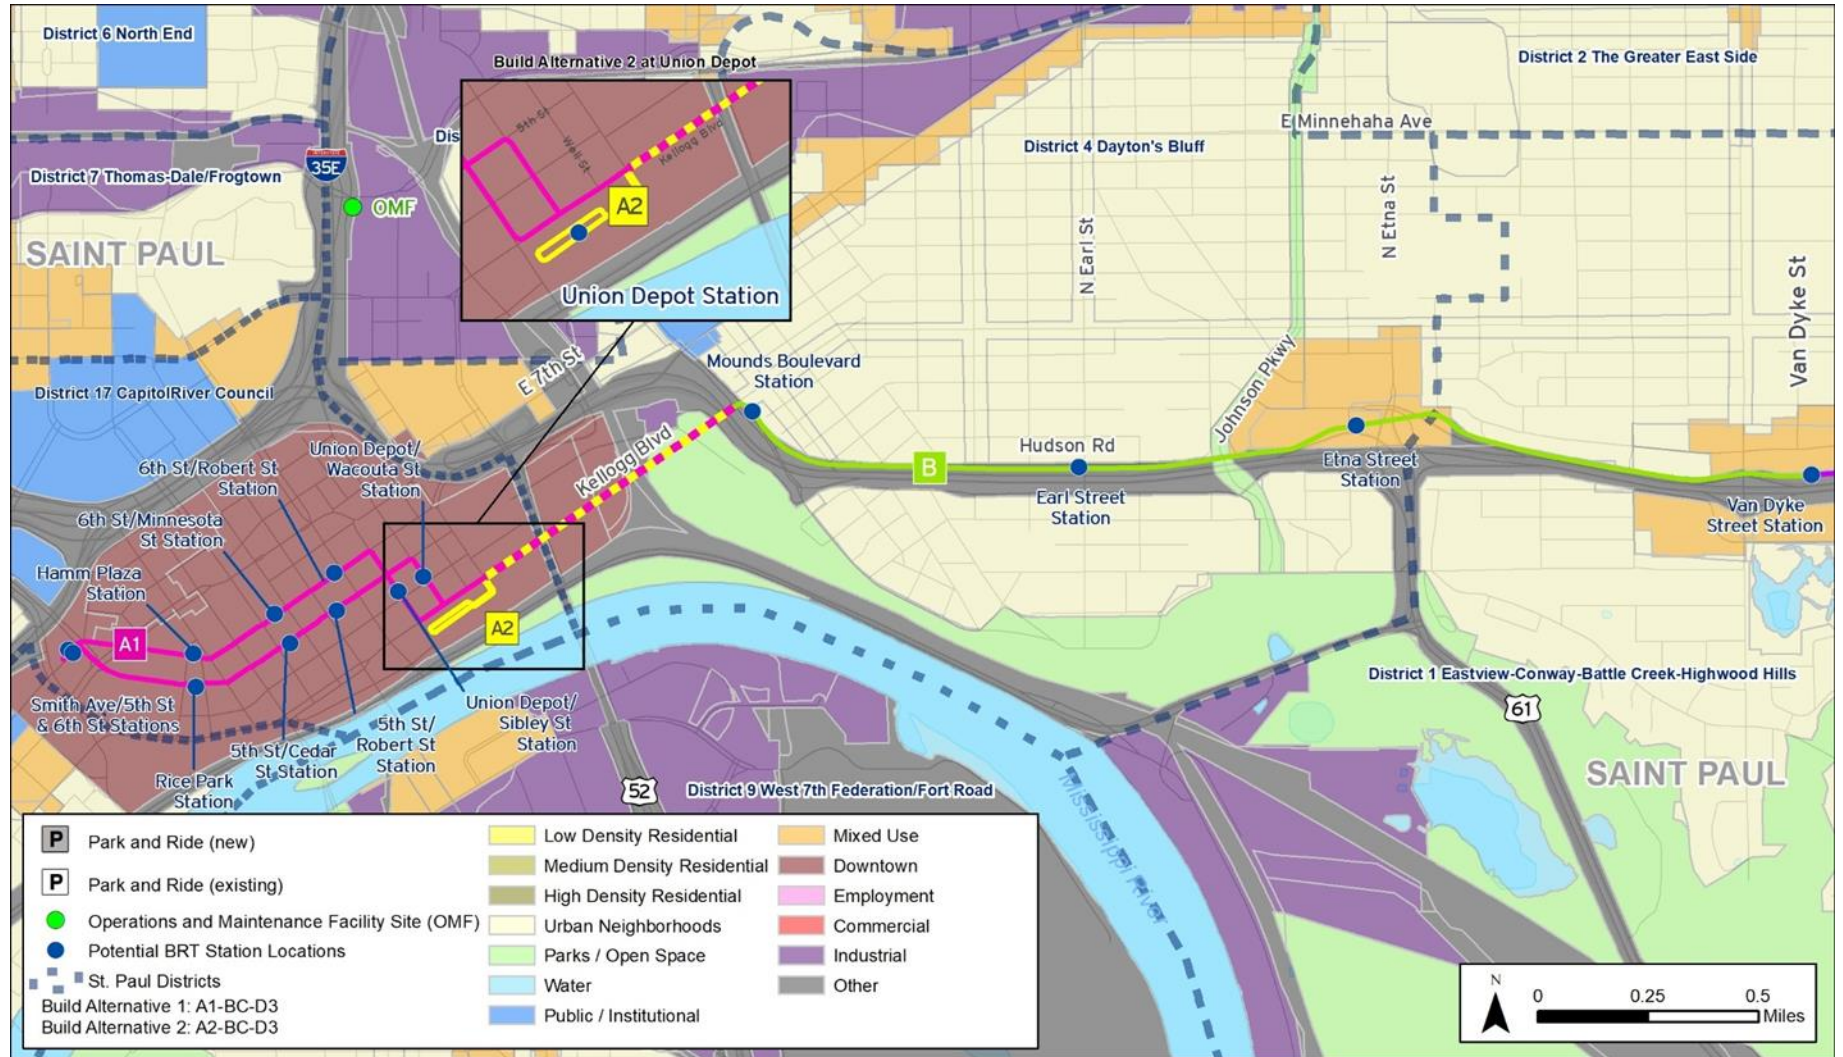 District 6 North End
Build Alternative 2 at Union Depot
District 2 The Greater East Side
E Minnehaha Ave
Dis
District 4 Dayton's Bluff
35E
District 7 Thomas-Dale/Frogtown
OMF
SAINT PAUL
5th St
Wall St
Kellogg Blvd
A2
Union Depot Station
N Earl St
N Etna St
Van Dyke St
Johnson Pkwy
E 7th St
Mounds Boulevard
Station
District 17 CapitolRiver Council
Kellogg Blvd
Hudson Rd
B
Earl Street
Station
Etna Street
Station
Van Dyke
Street Station
Union Depot/
Wacouta St
Station
6th St/Robert St
Station
6th St/Minnesota
St Station
Hamm Plaza
Station
A1
A2
Smith Ave/5th St
& 6th St Stations
Rice Park
Station
5th St/Cedar
St Station
5th St/
Robert St
Station
Union Depot/
Sibley St
Station
District 1 Eastview-Conway-Battle Creek-Highwood Hills
61
52
District 9 West 7th Federation/Fort Road
SAINT PAUL
Mississippi River
P Park and Ride (new)
P Park and Ride (existing)
Operations and Maintenance Facility Site (OMF)
Potential BRT Station Locations
St. Paul Districts
Build Alternative 1: A1-BC-D3
Build Alternative 2: A2-BC-D3
Low Density Residential
Medium Density Residential
High Density Residential
Urban Neighborhoods
Parks / Open Space
Water
Public / Institutional
Mixed Use
Downtown
Employment
Commercial
Industrial
Other
N
0 0.25 0.5
Miles